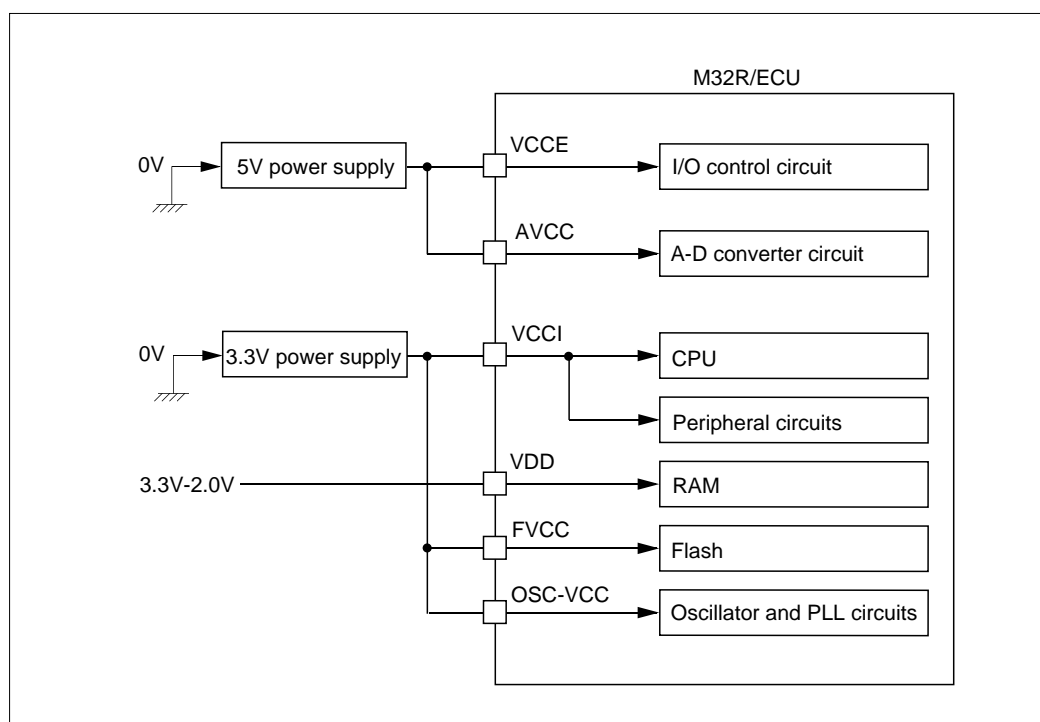 M32R/ECU
VCCE
0V
5V power supply
I/O control circuit
AVCC
A-D converter circuit
VCCI
0V
3.3V power supply
CPU
Peripheral circuits
VDD
3.3V-2.0V
RAM
FVCC
Flash
OSC-VCC
Oscillator and PLL circuits